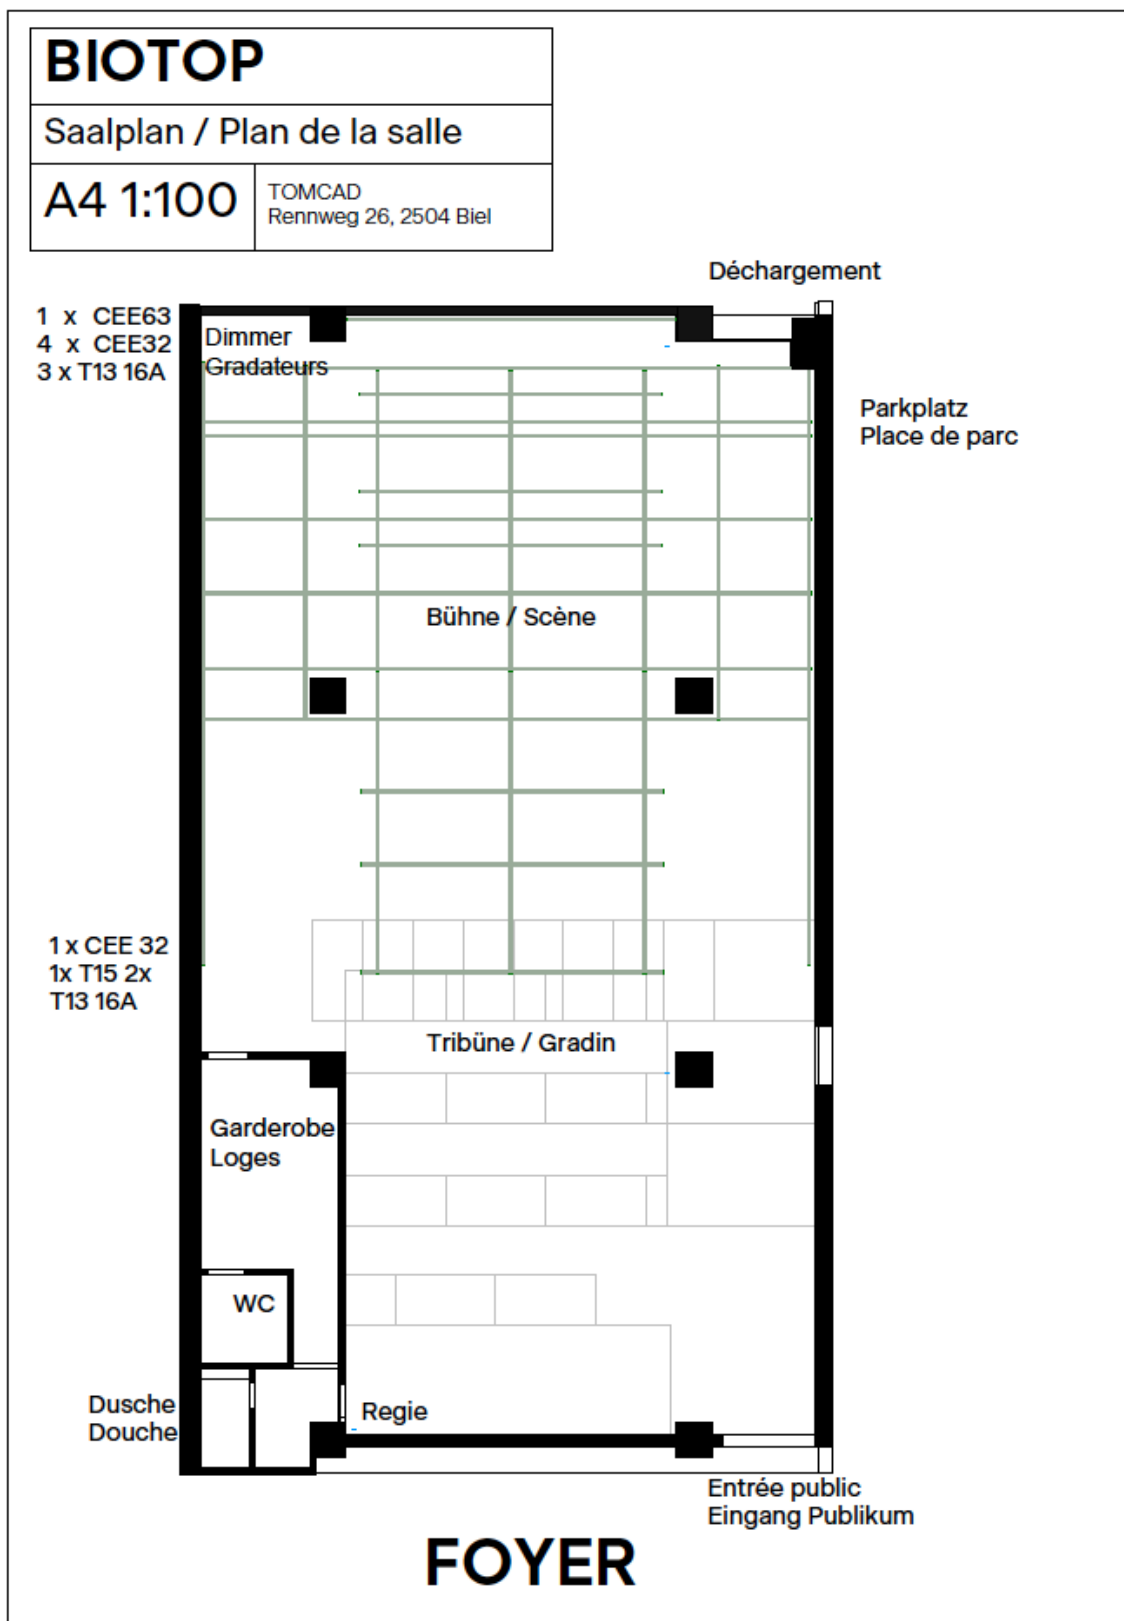 BIOTOP
Saalplan / Plan de la salle
A4 1:100
TOMCAD
Rennweg 26, 2504 Biel
Déchargement
1 x CEE63
4 x CEE32
3 x T13 16A
Dimmer
Gradateurs
Parkplatz
Place de parc
Bühne / Scène
1 x CEE 32
1x T15 2x
T13 16A
Tribüne / Gradin
Garderobe
Loges
WC
Dusche
Douche
Regie
Entrée public
Eingang Publikum
FOYER